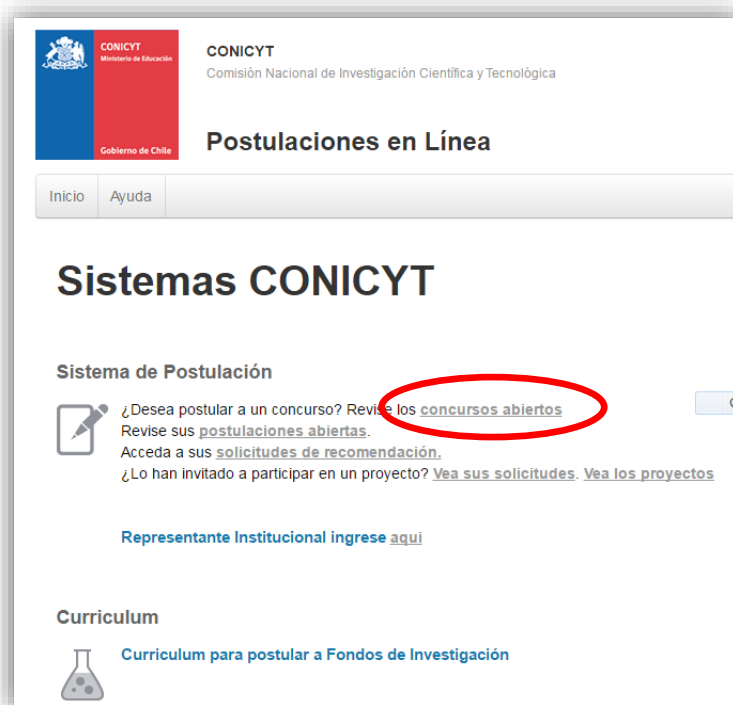 CONICYT
Ministerio de Educación
Gobierno de Chile
CONICYT
Comisión Nacional de Investigación Científica y Tecnológica
Postulaciones en Línea
Inicio Ayuda
Sistemas CONICYT
Sistema de Postulación
¿Desea postular a un concurso? Revise los concursos abiertos
Revise sus postulaciones abiertas.
Acceda a sus solicitudes de recomendación.
¿Lo han invitado a participar en un proyecto? Vea sus solicitudes. Vea los proyectos
Representante Institucional ingrese aqui
Curriculum
Curriculum para postular a Fondos de Investigación